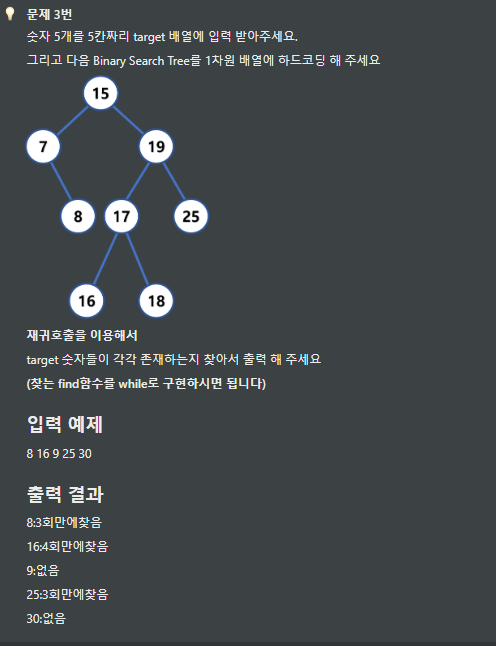 문제 3번
숫자 5개를 5칸짜리 target 배열에 입력 받아주세요.
그리고 다음 Binary Search Tree를 1차원 배열에 하드코딩 해 주세요
15
7
19
8
17
25
16
18
재귀호출을 이용해서
target 숫자들이 각각 존재하는지 찾아서 출력 해 주세요
(찾는 find함수를 while로 구현하시면 됩니다)
입력 예제
8 16 9 25 30
출력 결과
8:3회만에찾음
16:4회만에찾음
9:없음
25:3회만에찾음
30:없음